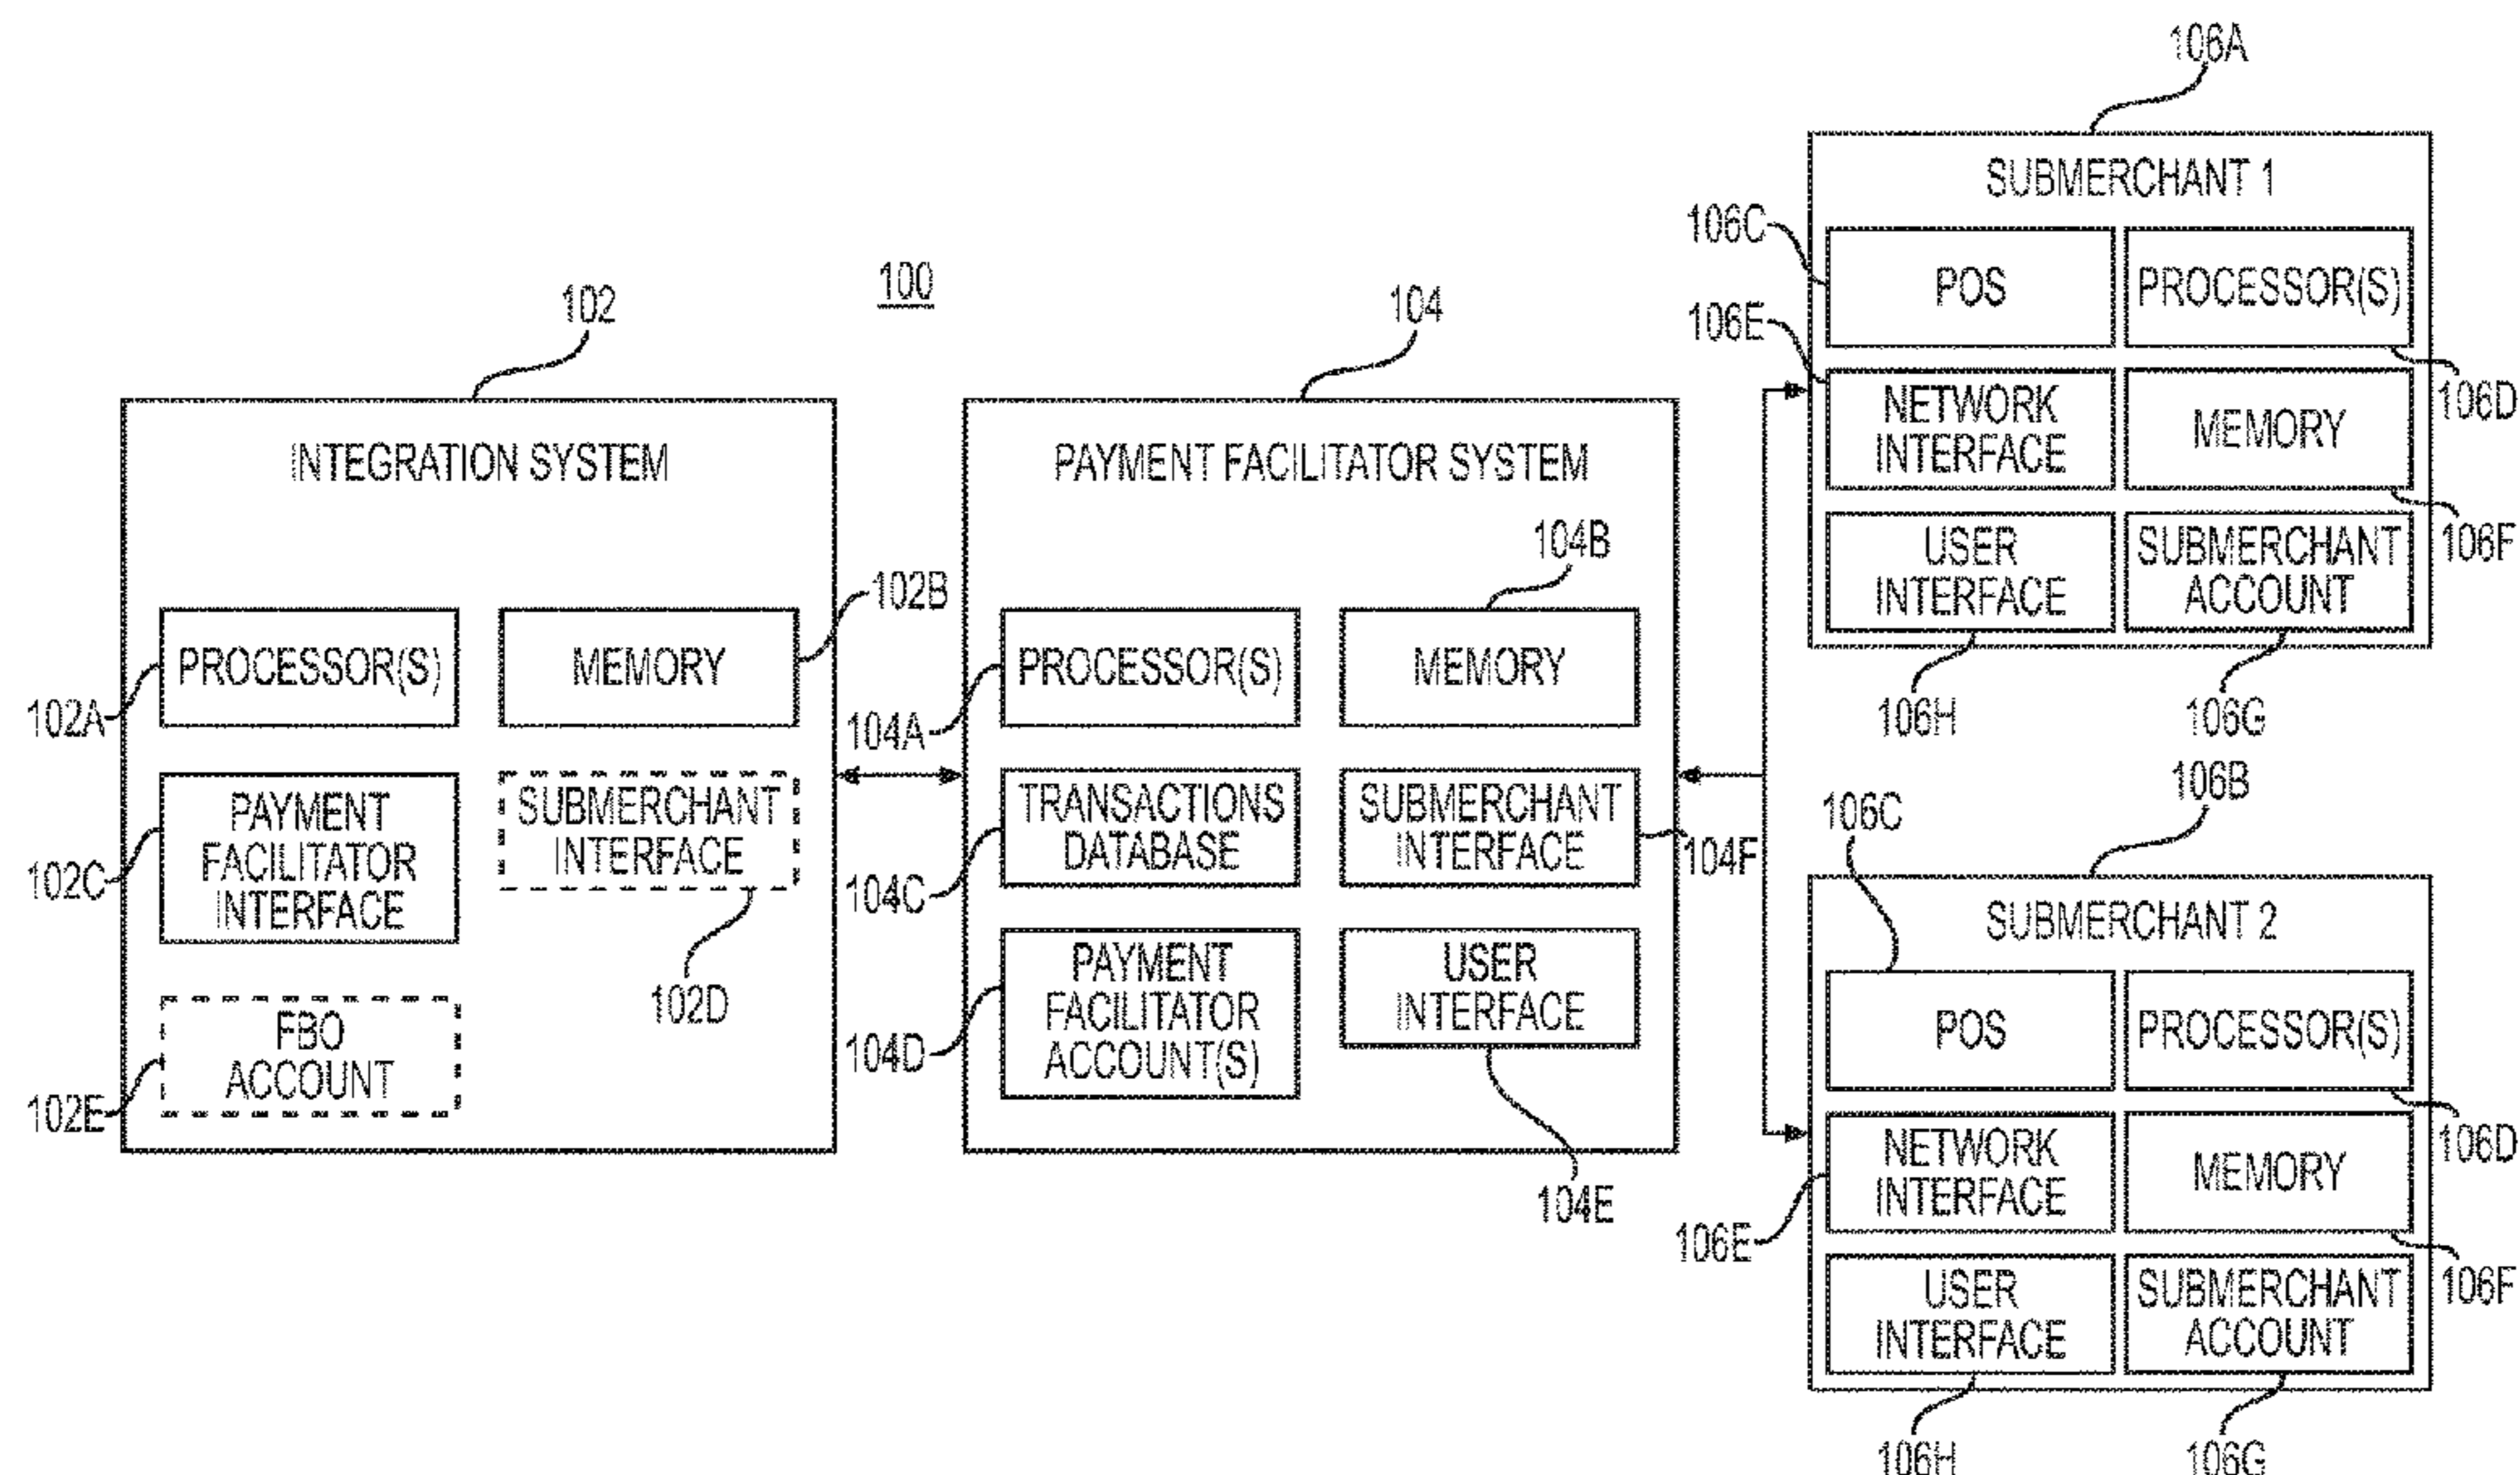 100
102
INTEGRATION SYSTEM
PROCESSOR(S)
102A
MEMORY
102B
PAYMENT
FACILITATOR
INTERFACE
102C
SUBMERCHANT
INTERFACE
102D
FBO
ACCOUNT
102E
104
PAYMENT FACILITATOR SYSTEM
PROCESSOR(S)
104A
MEMORY
104B
TRANSACTIONS
DATABASE
104C
SUBMERCHANT
INTERFACE
104F
PAYMENT
FACILITATOR
ACCOUNT(S)
104D
USER
INTERFACE
104E
106A
SUBMERCHANT 1
106C
POS
PROCESSOR(S)
106D
106E
NETWORK
INTERFACE
MEMORY
106F
USER
INTERFACE
106H
SUBMERCHANT
ACCOUNT
106G
106B
SUBMERCHANT 2
106C
POS
PROCESSOR(S)
106D
NETWORK
INTERFACE
106E
MEMORY
106F
USER
INTERFACE
106H
SUBMERCHANT
ACCOUNT
106G